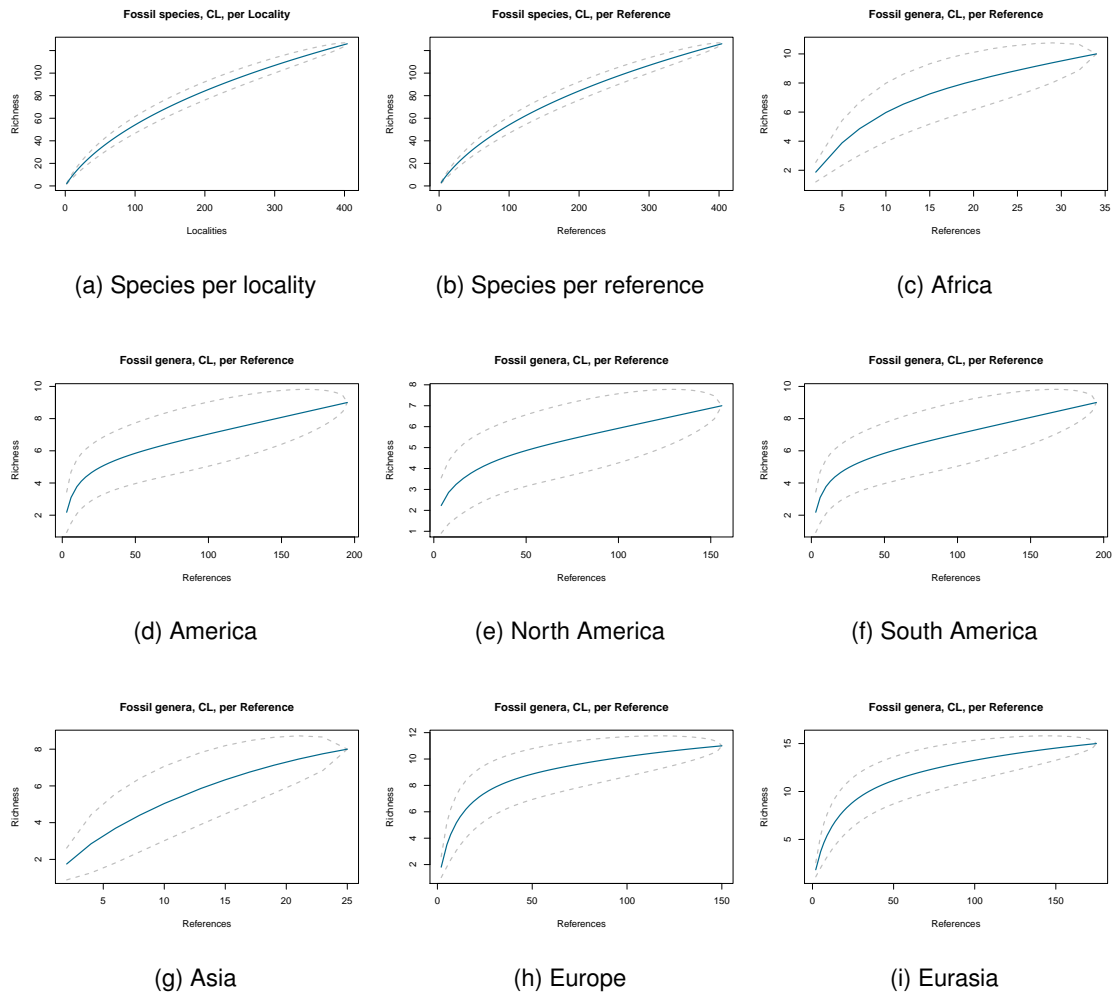 Fossil species, CL, per Locality
Richness
0 20 40 60 80 100
0 100 200 300 400
Localities
(a) Species per locality
Fossil species, CL, per Reference
Richness
0 20 40 60 80 100
0 100 200 300 400
References
(b) Species per reference
Fossil genera, CL, per Reference
Richness
2 4 6 8 10
5 10 15 20 25 30 35
References
(c) Africa
Fossil genera, CL, per Reference
Richness
2 4 6 8 10
0 50 100 150 200
References
(d) America
Fossil genera, CL, per Reference
Richness
1 2 3 4 5 6 7 8
0 50 100 150
References
(e) North America
Fossil genera, CL, per Reference
Richness
2 4 6 8 10
0 50 100 150 200
References
(f) South America
Fossil genera, CL, per Reference
Richness
2 4 6 8
5 10 15 20 25
References
(g) Asia
Fossil genera, CL, per Reference
Richness
2 4 6 8 10 12
0 50 100 150
References
(h) Europe
Fossil genera, CL, per Reference
Richness
5 10 15
0 50 100 150
References
(i) Eurasia